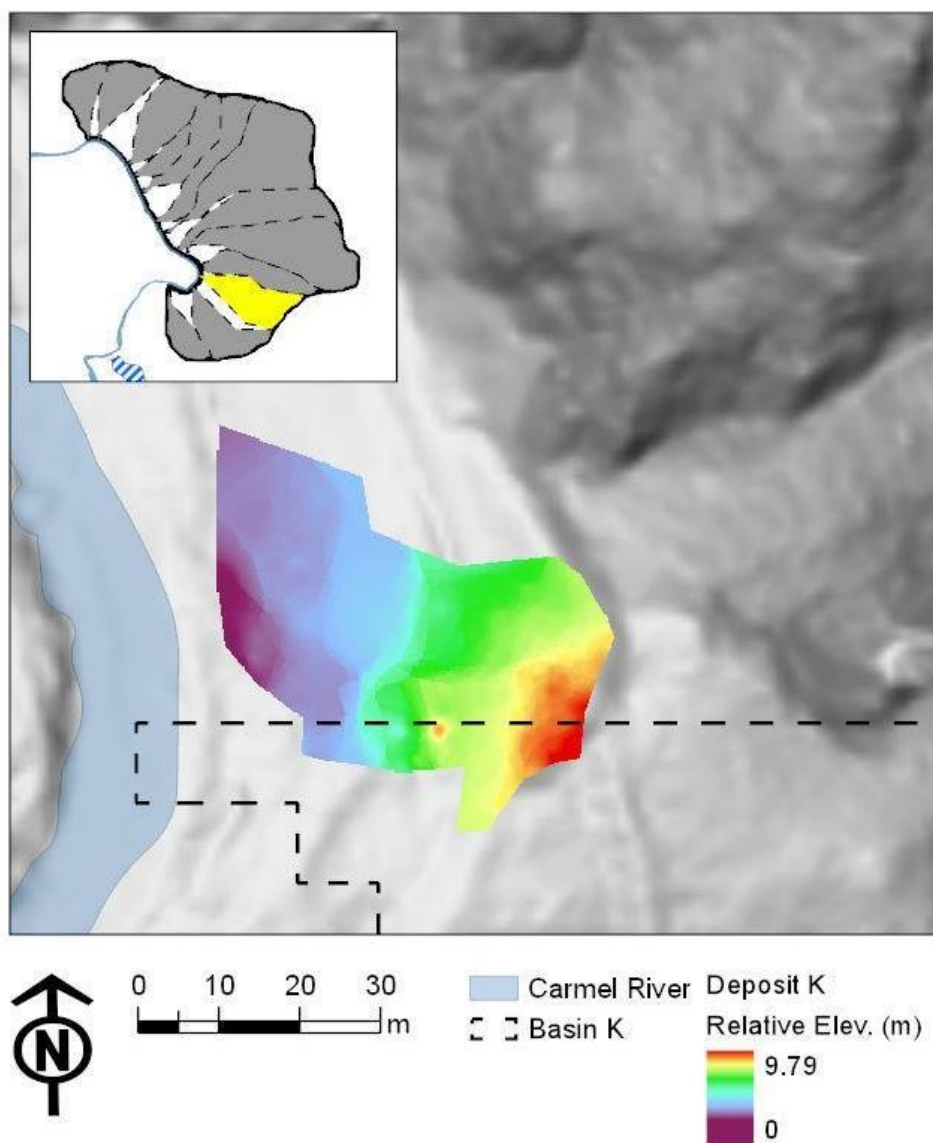 N
0 10 20 30
m
Carmel River
Basin K
Deposit K
Relative Elev. (m)
9.79
0